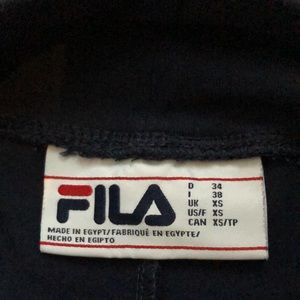 FILA
D 34
I 38
UK XS
US/F XS
CAN XS/TP
MADE IN EGYPT/FABRIQUÉ EN EGYPTE/
HECHO EN EGIPTO